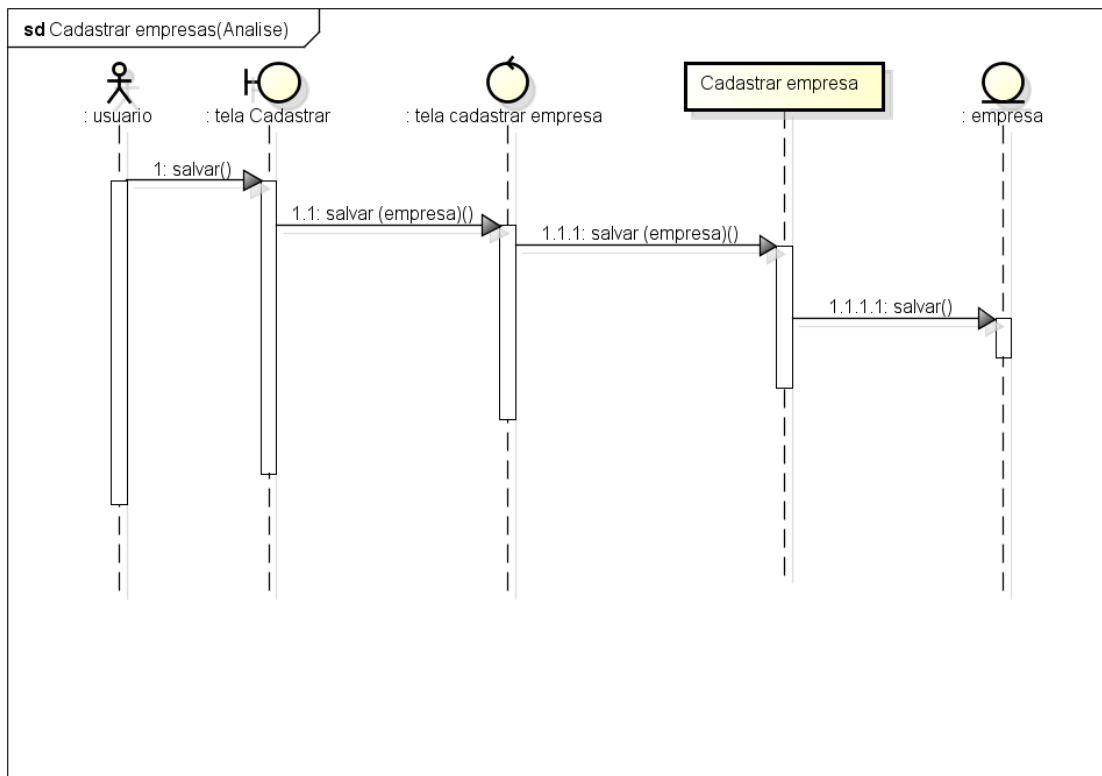 sd Cadastrar empresas(Analise)
: usuario
: tela Cadastrar
: tela cadastrar empresa
Cadastrar empresa
: empresa
1: salvar()
1.1: salvar (empresa)()
1.1.1: salvar (empresa)()
1.1.1.1: salvar()